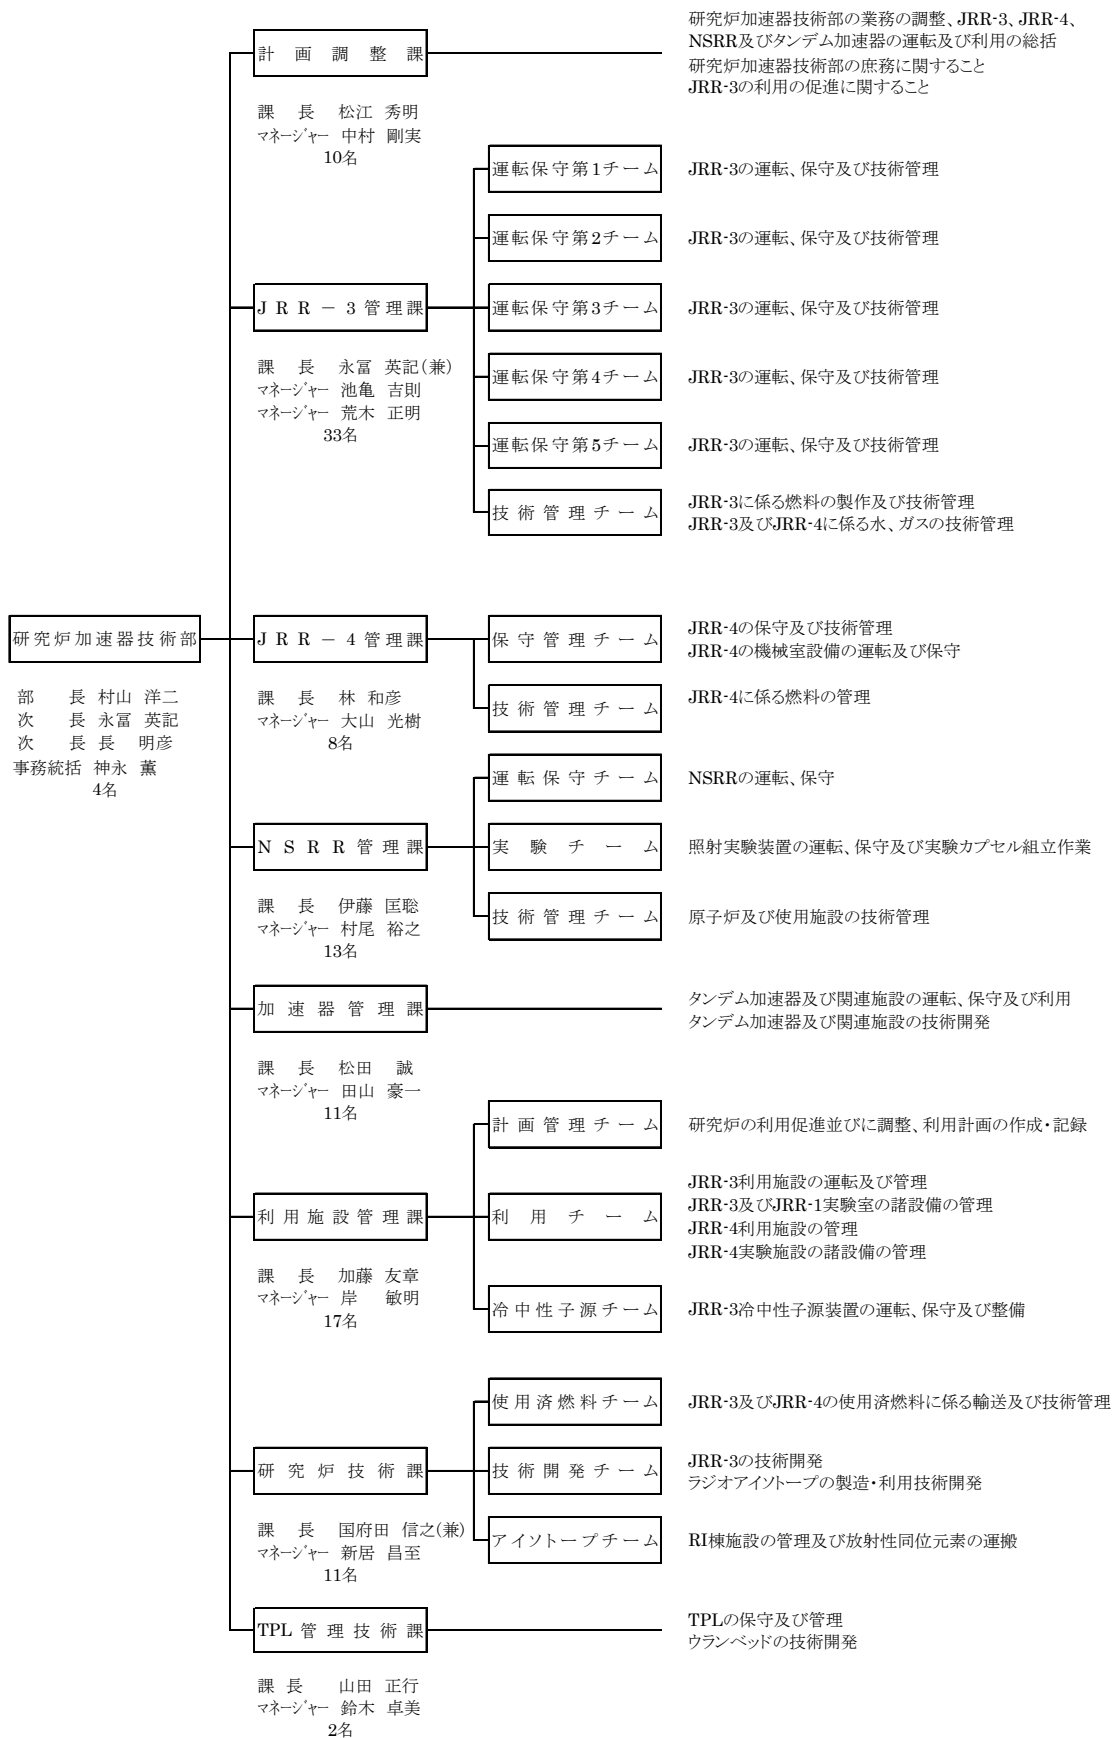 研究炉加速器技術部
部　長 村山 洋二
次　長 永冨 英記
次　長 長 明彦
事務統括 神永 薫
4名
計画調整課
課　長 松江 秀明
マネージャー 中村 剛実
10名
研究炉加速器技術部の業務の調整、JRR-3、JRR-4、
NSRR及びタンデム加速器の運転及び利用の総括
研究炉加速器技術部の庶務に関すること
JRR-3の利用の促進に関すること
JRR－3管理課
課　長 永冨 英記(兼)
マネージャー 池亀 吉則
マネージャー 荒木 正明
33名
運転保守第1チーム JRR-3の運転、保守及び技術管理
運転保守第2チーム JRR-3の運転、保守及び技術管理
運転保守第3チーム JRR-3の運転、保守及び技術管理
運転保守第4チーム JRR-3の運転、保守及び技術管理
運転保守第5チーム JRR-3の運転、保守及び技術管理
技術管理チーム
JRR-3に係る燃料の製作及び技術管理
JRR-3及びJRR-4に係る水、ガスの技術管理
JRR－4管理課
課　長 林 和彦
マネージャー 大山 光樹
8名
保守管理チーム
JRR-4の保守及び技術管理
JRR-4の機械室設備の運転及び保守
技術管理チーム JRR-4に係る燃料の管理
NSRR管理課
課　長 伊藤 匡聡
マネージャー 村尾 裕之
13名
運転保守チーム NSRRの運転、保守
実験チーム 照射実験装置の運転、保守及び実験カプセル組立作業
技術管理チーム 原子炉及び使用施設の技術管理
加速器管理課
課　長 松田 誠
マネージャー 田山 豪一
11名
タンデム加速器及び関連施設の運転、保守及び利用
タンデム加速器及び関連施設の技術開発
利用施設管理課
課　長 加藤 友章
マネージャー 岸 敏明
17名
計画管理チーム 研究炉の利用促進並びに調整、利用計画の作成・記録
利用チーム
JRR-3利用施設の運転及び管理
JRR-3及びJRR-1実験室の諸設備の管理
JRR-4利用施設の管理
JRR-4実験施設の諸設備の管理
冷中性子源チーム JRR-3冷中性子源装置の運転、保守及び整備
研究炉技術課
課　長 国府田 信之(兼)
マネージャー 新居 昌至
11名
使用済燃料チーム JRR-3及びJRR-4の使用済燃料に係る輸送及び技術管理
技術開発チーム
JRR-3の技術開発
ラジオアイソトープの製造・利用技術開発
アイソトープチーム RI棟施設の管理及び放射性同位元素の運搬
TPL管理技術課
課 長 山田 正行
マネージャー 鈴木 卓美
2名
TPLの保守及び管理
ウランベッドの技術開発